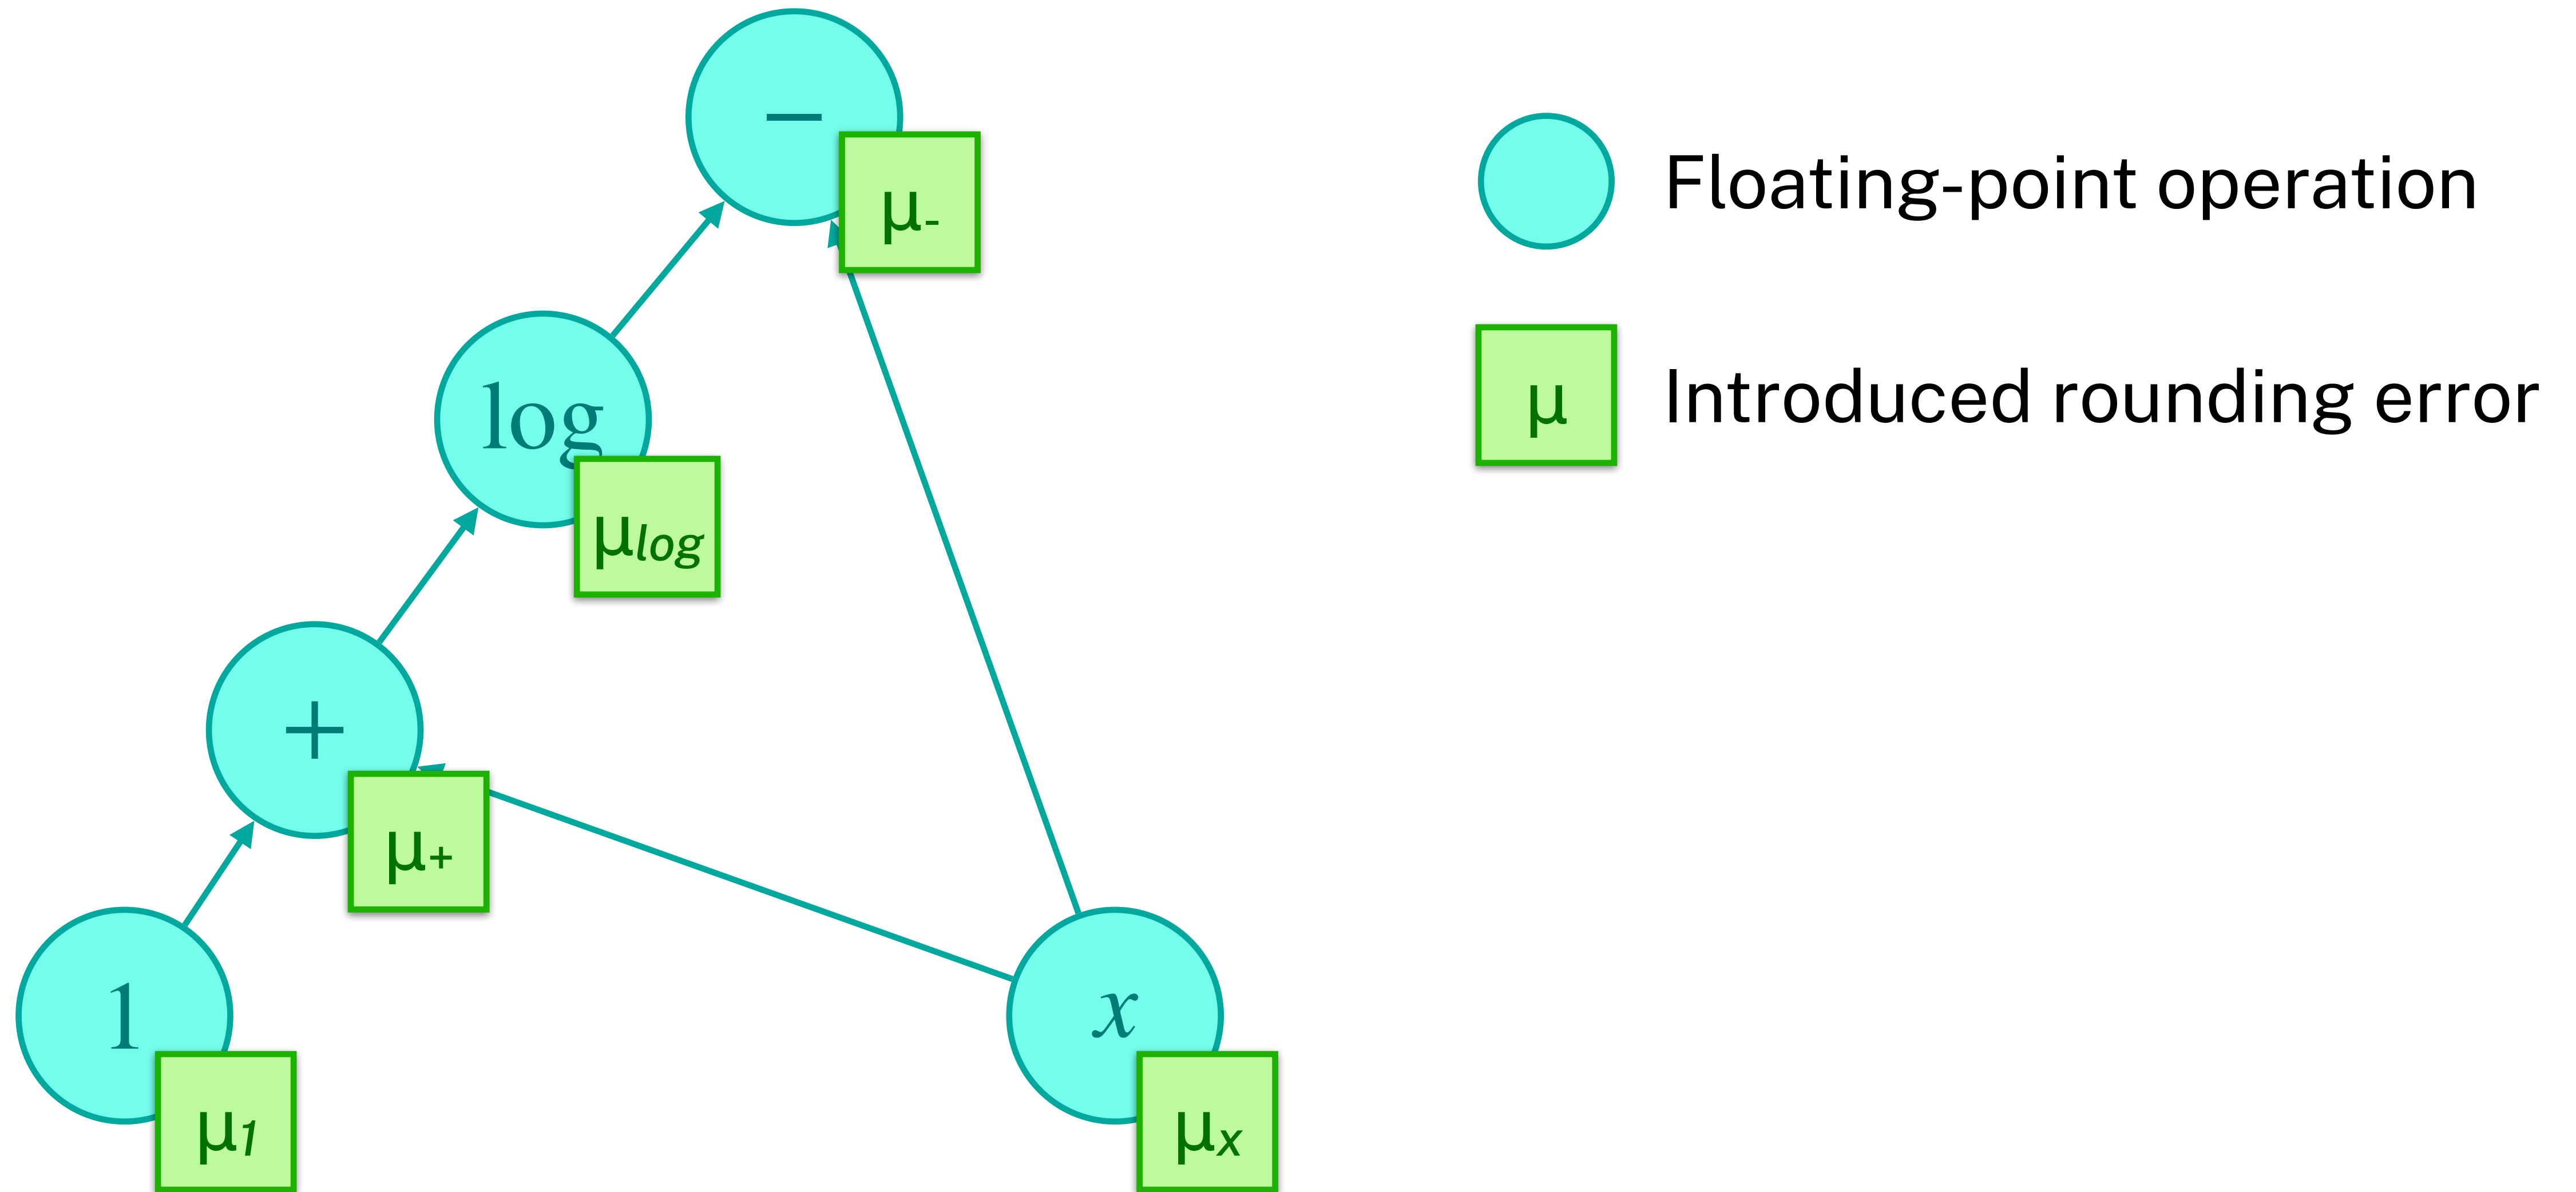 −
μ-
Floating-point operation
log
μlog
μ
Introduced rounding error
+
μ+
1
μ1
x
μx